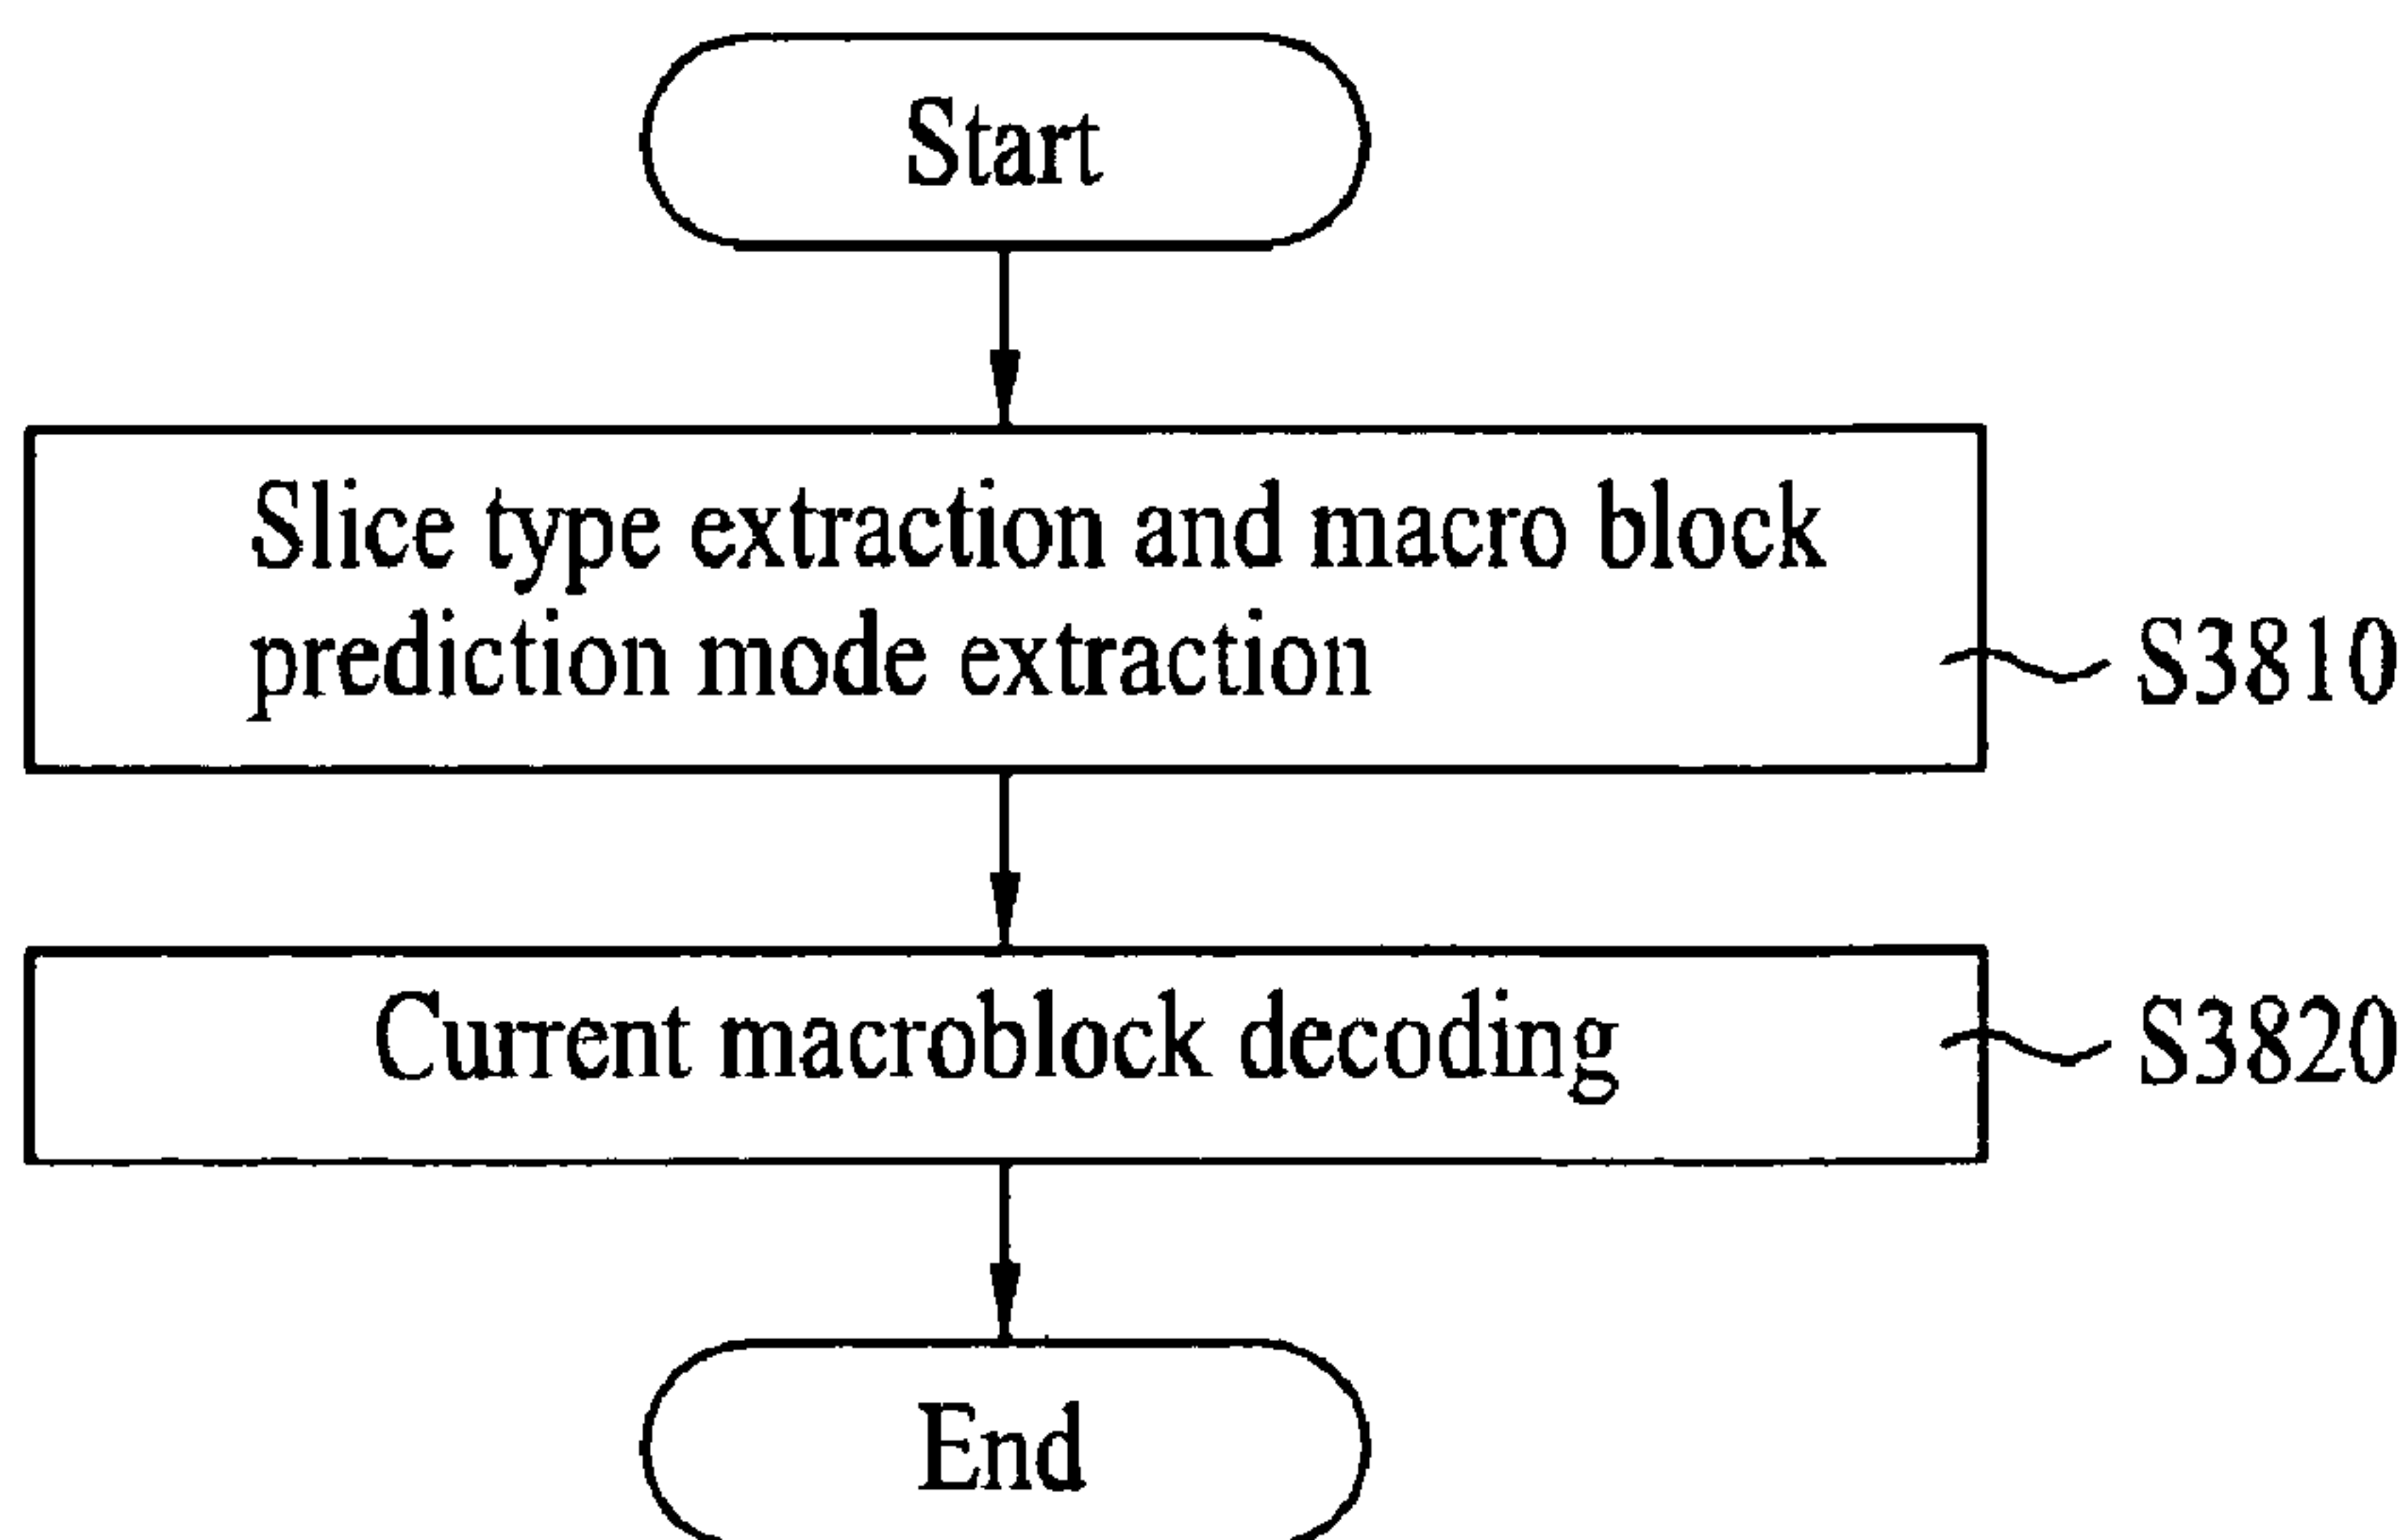 Start
Slice type extraction and macro block
prediction mode extraction
S3810
Current macroblock decoding
S3820
End